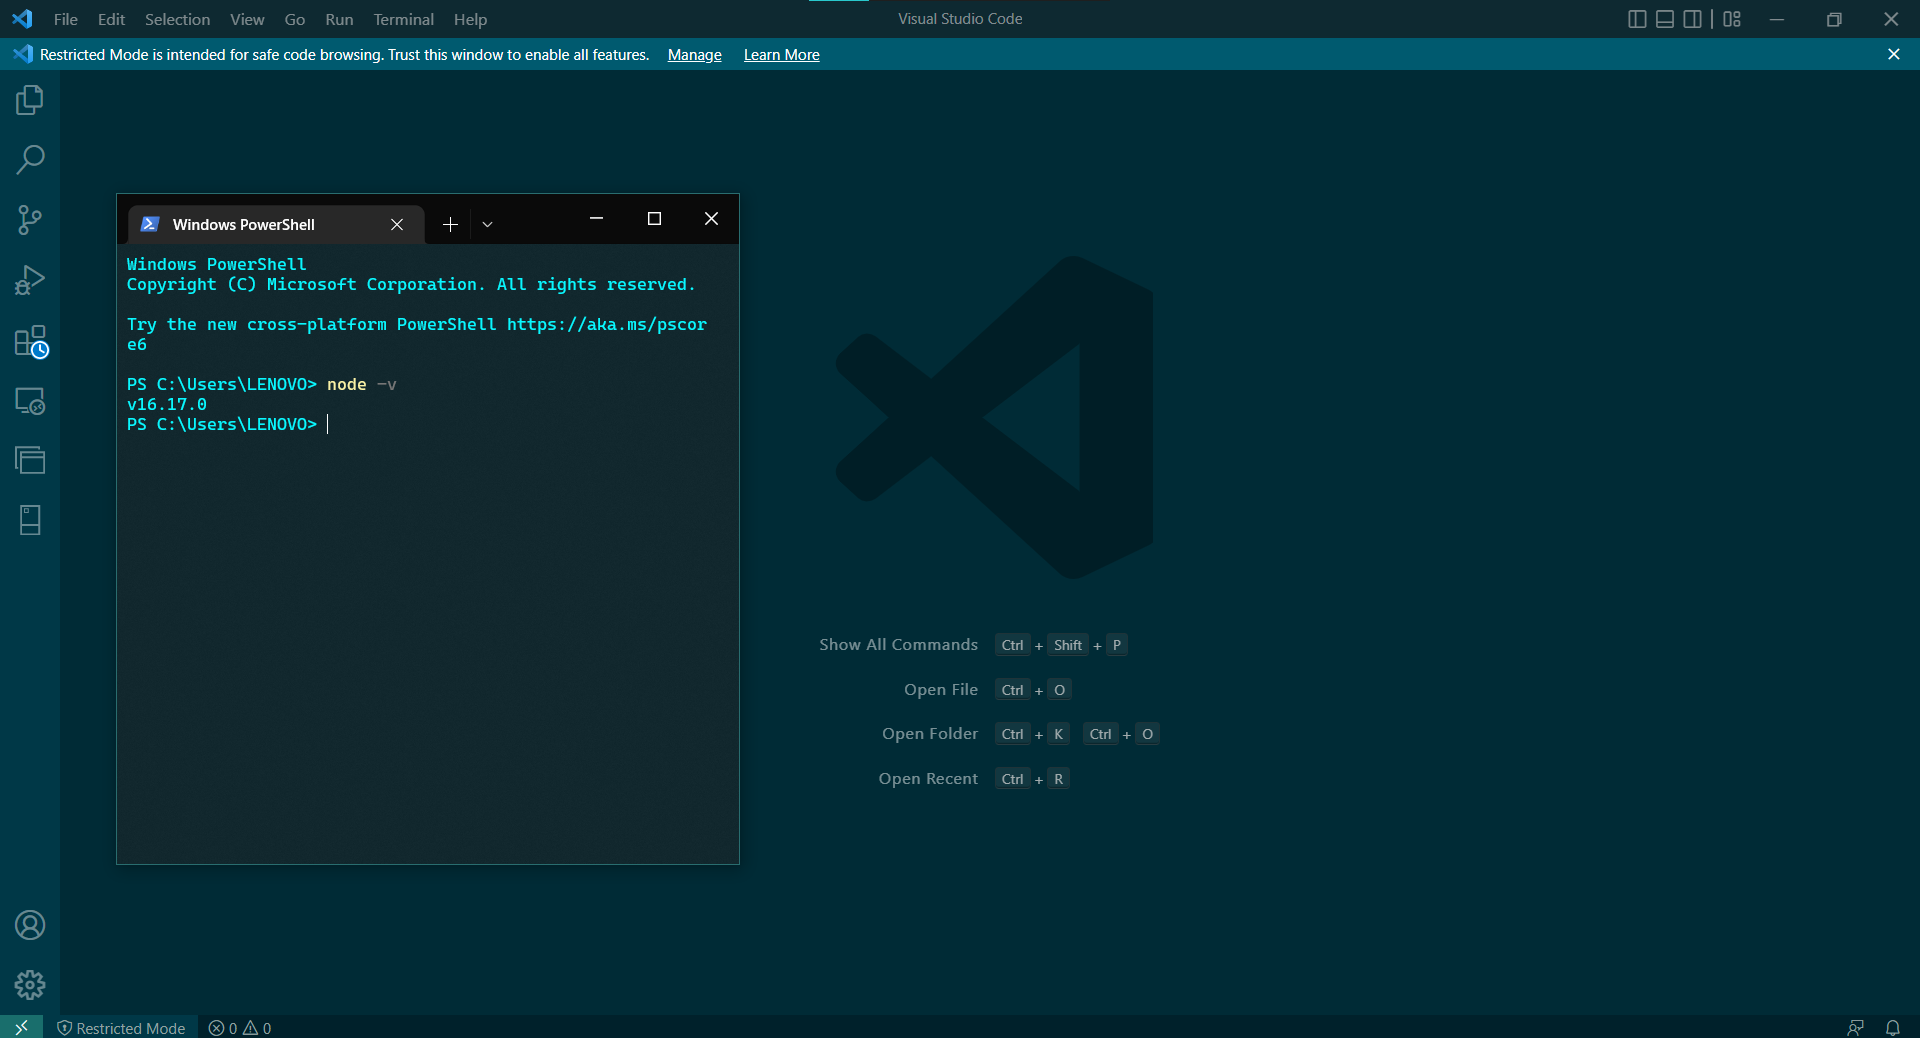 File Edit Selection View Go Run Terminal Help
Visual Studio Code
Restricted Mode is intended for safe code browsing. Trust this window to enable all features. Manage Learn More
Windows PowerShell
Windows PowerShell
Copyright (C) Microsoft Corporation. All rights reserved.
Try the new cross-platform PowerShell https://aka.ms/pscor
e6
PS C:\Users\LENOVO> node -v
v16.17.0
PS C:\Users\LENOVO>
Show All Commands Ctrl + Shift + P
Open File Ctrl + O
Open Folder Ctrl + K Ctrl + O
Open Recent Ctrl + R
Restricted Mode 0 0